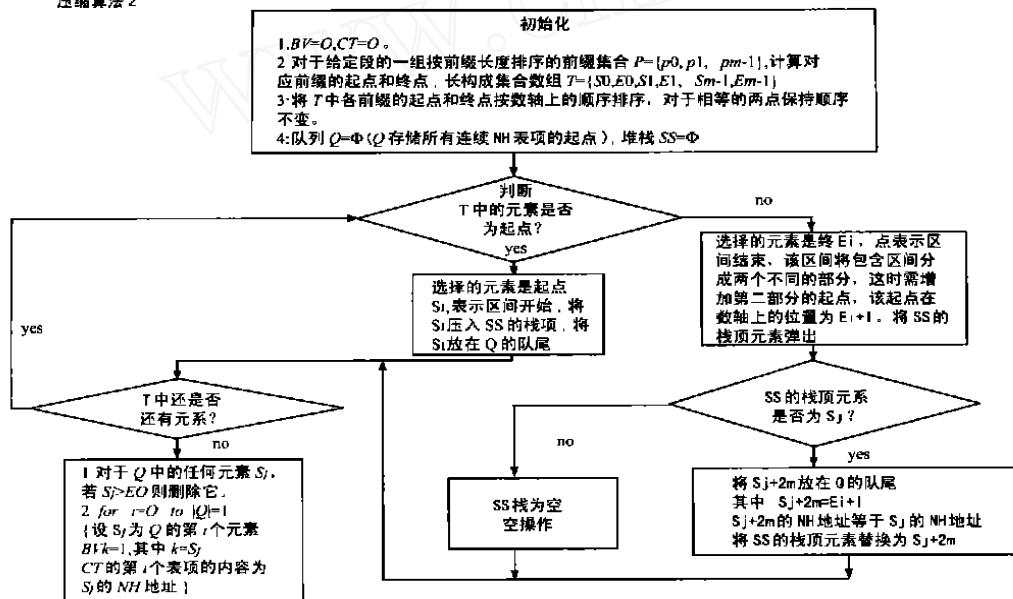 压缩算法2
初始化
1.BV=O,CT=O。
2 对于给定段的一组按前缀长度排序的前缀集合 P={p0,p1, pm-1},计算对
应前缀的起点和终点，长构成集合数组 T={S0,E0,S1,E1, Sm-1,Em-1}
3·将 T中各前缀的起点和终点按数轴上的顺序排序，对于相等的两点保持顺序
不变。
4:队列 Q=Φ(Q 存储所有连续 NH 表项的起点)，堆栈 SS=Φ
判断
T 中的元素是否
为起点？
no
yes
选择的元素是起点
Si,表示区间开始，将
Si压入 SS 的栈项，将
Si放在 Q 的队尾
选择的元素是终 Ei，点表示区
间结束，该区间将包含区间分
成两个不同的部分，这时需增
加第二部分的起点，该起点在
数轴上的位置为 Ei+1。将 SS 的
栈顶元素弹出
yes
T 中还是否
还有元系？
no
SS 的栈顶元系
是否为 Sj？
no
yes
1 对于 Q 中的任何元素 Sj,
若 Sj>EO 则删除它。
2 for i=O to |Q|=1
{设 Sj为 Q 的第 i个元素
BVk=1,其中 k=Sj
CT 的第 i个表项的内容为
Sj的 NH 地址}
SS 栈为空
空操作
将 Sj+2m 放在 Q 的队尾
其中 Sj+2m=Ei+1
Sj+2m 的 NH 地址等于 Sj 的 NH 地址
将 SS 的栈顶元素替换为 Sj+2m